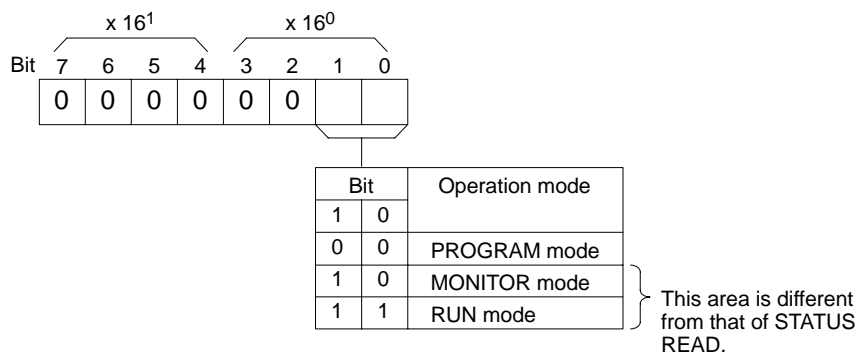 x 16¹ x 16⁰
Bit 7 6 5 4 3 2 1 0
0 0 0 0 0 0
Bit Operation mode
1 0
0 0 PROGRAM mode
1 0 MONITOR mode
1 1 RUN mode
This area is different
from that of STATUS
READ.